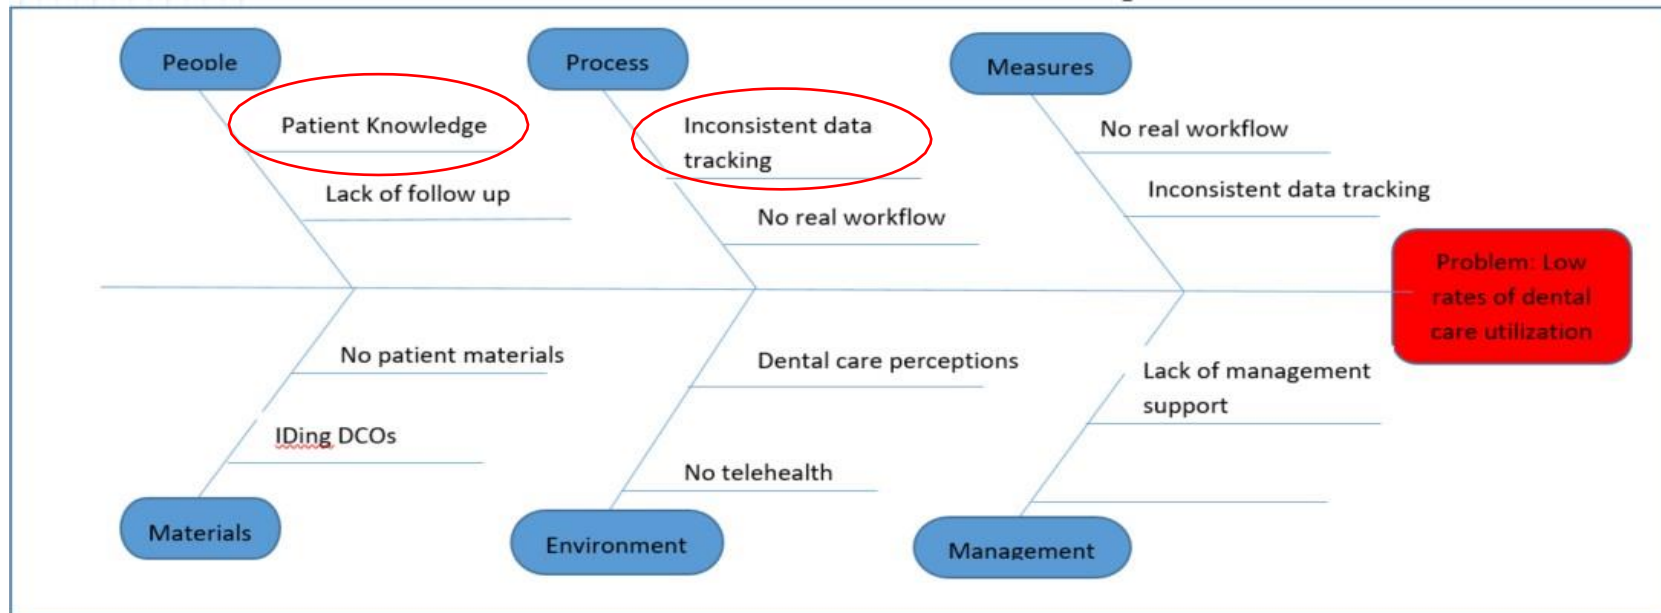 People
Process
Measures
Patient Knowledge
Inconsistent data
tracking
No real workflow
Lack of follow up
No real workflow
Inconsistent data tracking
Problem: Low
rates of dental
care utilization
No patient materials
Dental care perceptions
Lack of management
support
IDing DCOs
No telehealth
Materials
Environment
Management